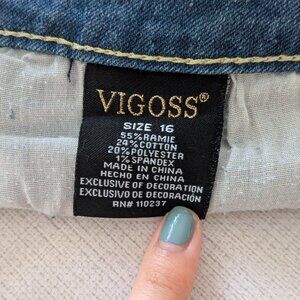 VIGOSS®
SIZE 16
55%RAMIE
24%COTTON
20%POLYESTER
1%SPANDEX
MADE IN CHINA
HECHO EN CHINA
EXCLUSIVE OF DECORATION
EXCLUSIVO DE DECORACIÓN
RN# 110237